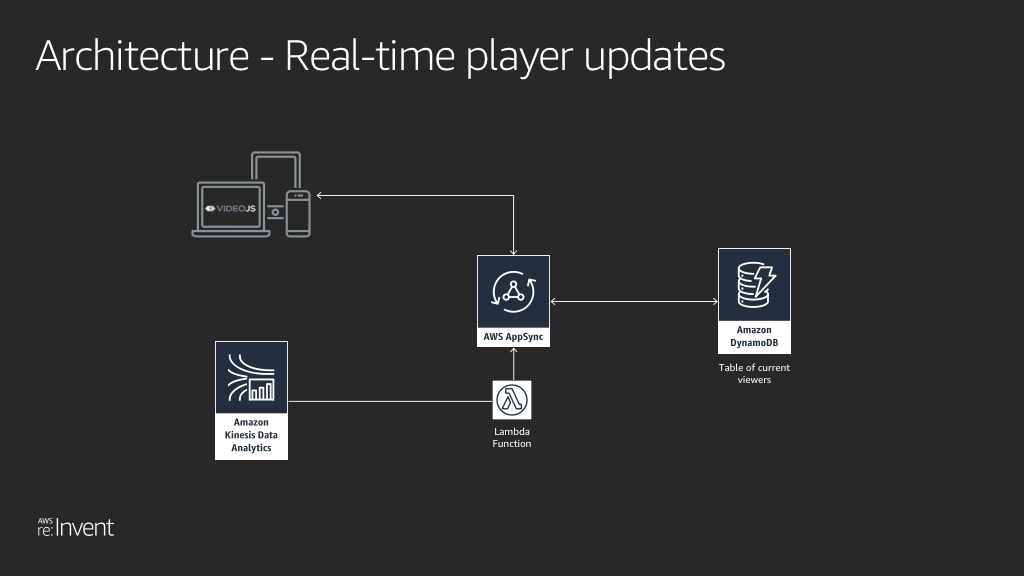 Architecture - Real-time player updates
VIDEOJS
AWS AppSync
Amazon
DynamoDB
Table of current
viewers
Amazon
Kinesis Data
Analytics
Lambda
Function
AWS
re:Invent